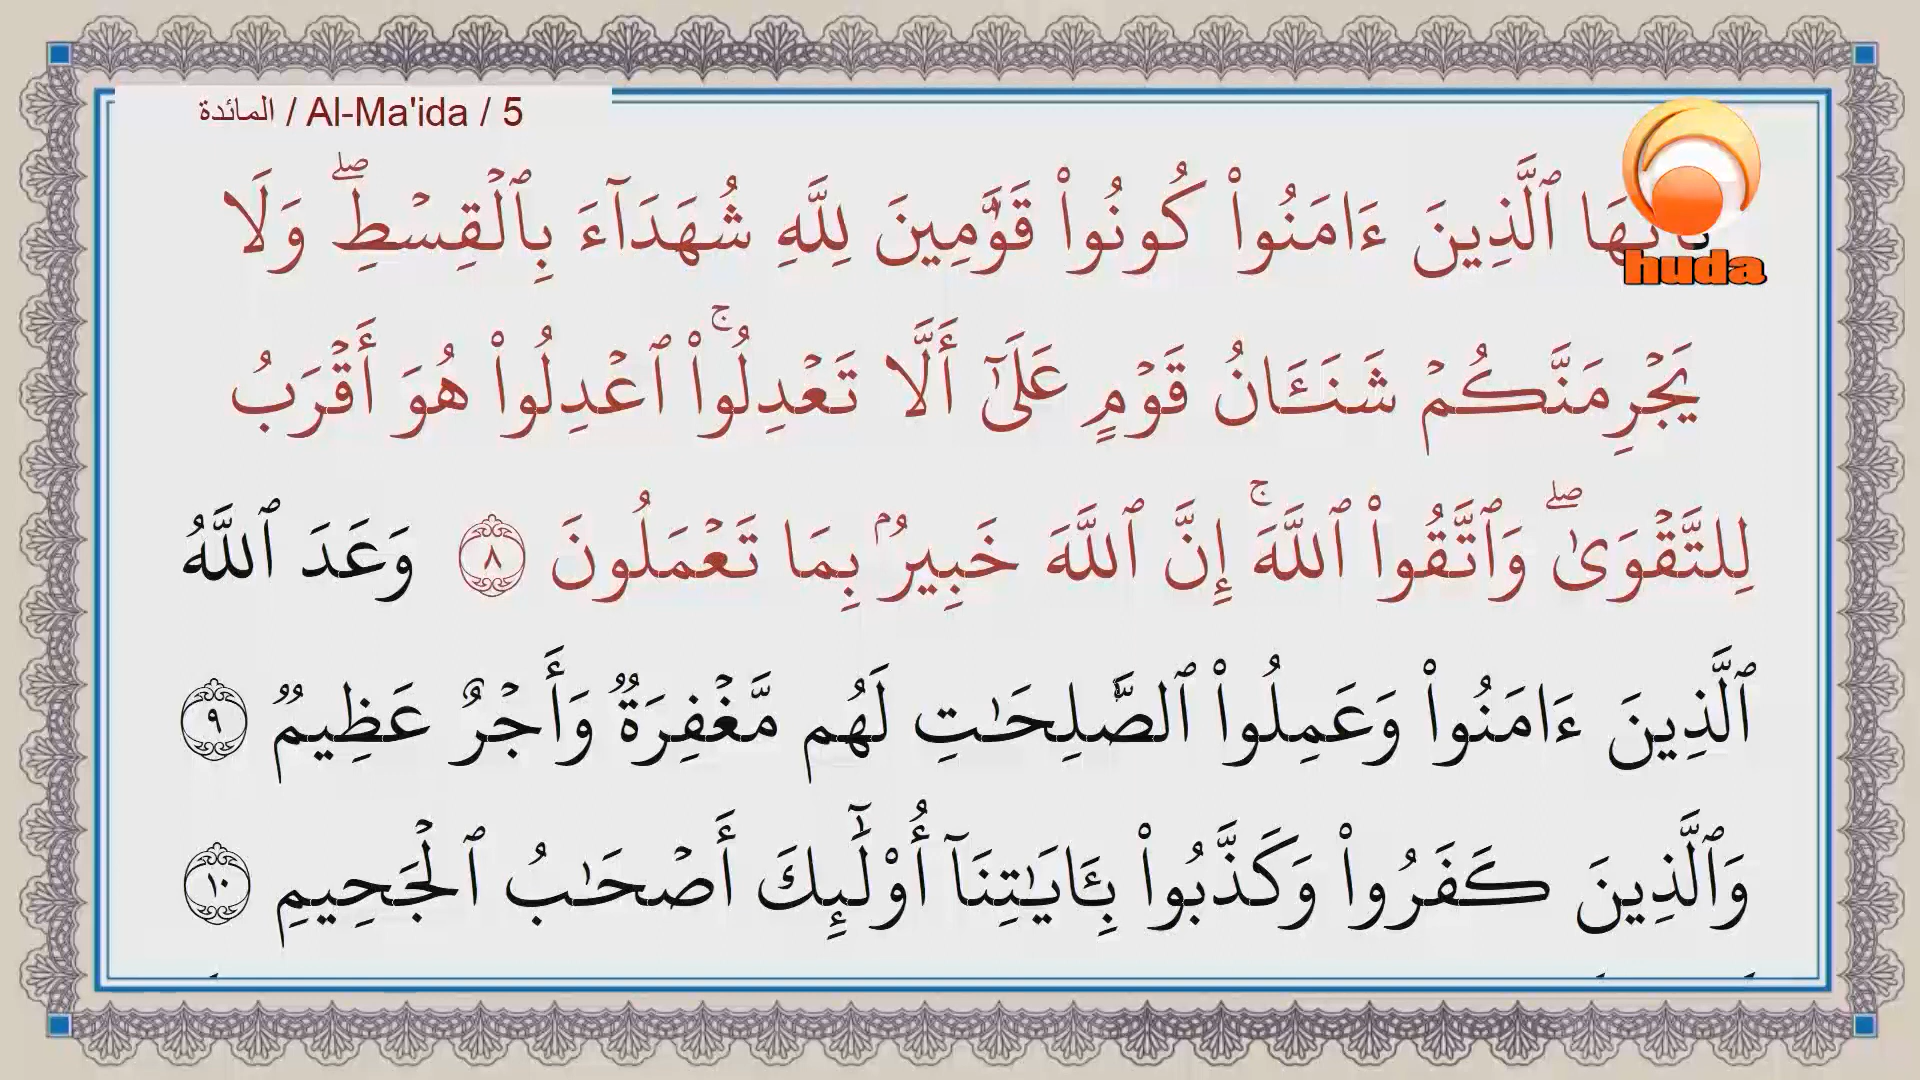 المائدة / Al-Ma'ida / 5
huda
ٱلَّذِينَ ءَامَنُوا۟ كُونُوا۟ قَوَّٰمِينَ لِلَّهِ شُهَدَآءَ بِٱلْقِسْطِ ۖ وَلَا
يَجْرِمَنَّكُمْ شَنَـَٔانُ قَوْمٍ عَلَىٰٓ أَلَّا تَعْدِلُوا۟ ۚ ٱعْدِلُوا۟ هُوَ أَقْرَبُ
لِلتَّقْوَىٰ ۖ وَٱتَّقُوا۟ ٱللَّهَ ۚ إِنَّ ٱللَّهَ خَبِيرٌۢ بِمَا تَعْمَلُونَ ٨ وَعَدَ ٱللَّهُ
ٱلَّذِينَ ءَامَنُوا۟ وَعَمِلُوا۟ ٱلصَّـٰلِحَـٰتِ لَهُم مَّغْفِرَةٌ وَأَجْرٌ عَظِيمٌ ٩
وَٱلَّذِينَ كَفَرُوا۟ وَكَذَّبُوا۟ بِـَٔايَـٰتِنَآ أُو۟لَـٰٓئِكَ أَصْحَـٰبُ ٱلْجَحِيمِ ١٠